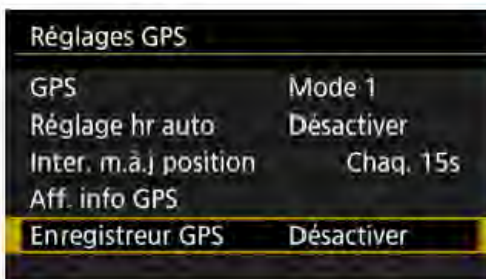 Réglages GPS
GPS Mode 1
Réglage hr auto Désactiver
Inter. m.à.j position Chaq. 15s
Aff. info GPS
Enregistreur GPS Désactiver